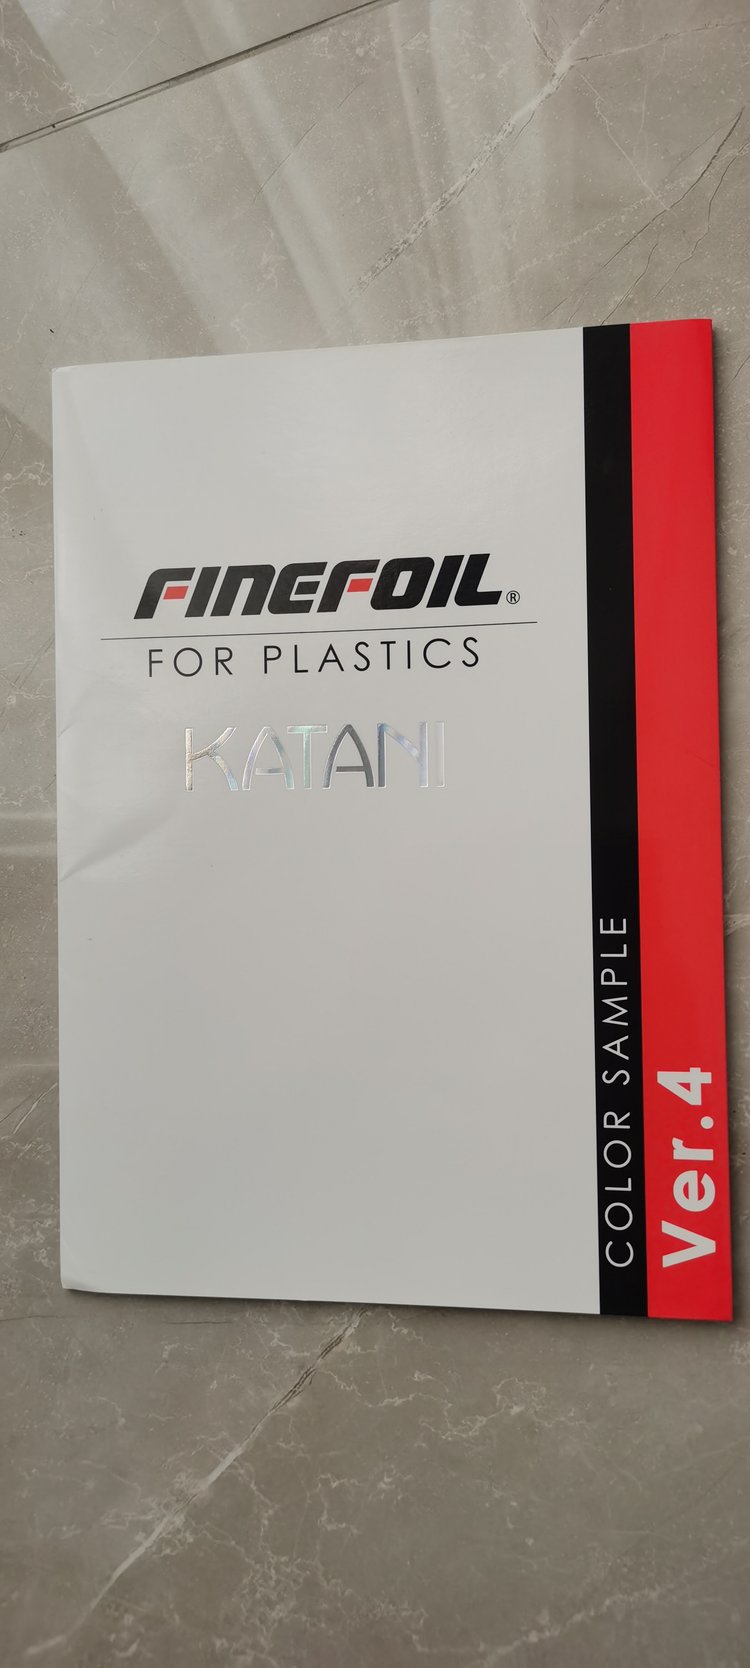 FINEFOIL®
FOR PLASTICS
KATANI
COLOR SAMPLE
Ver.4